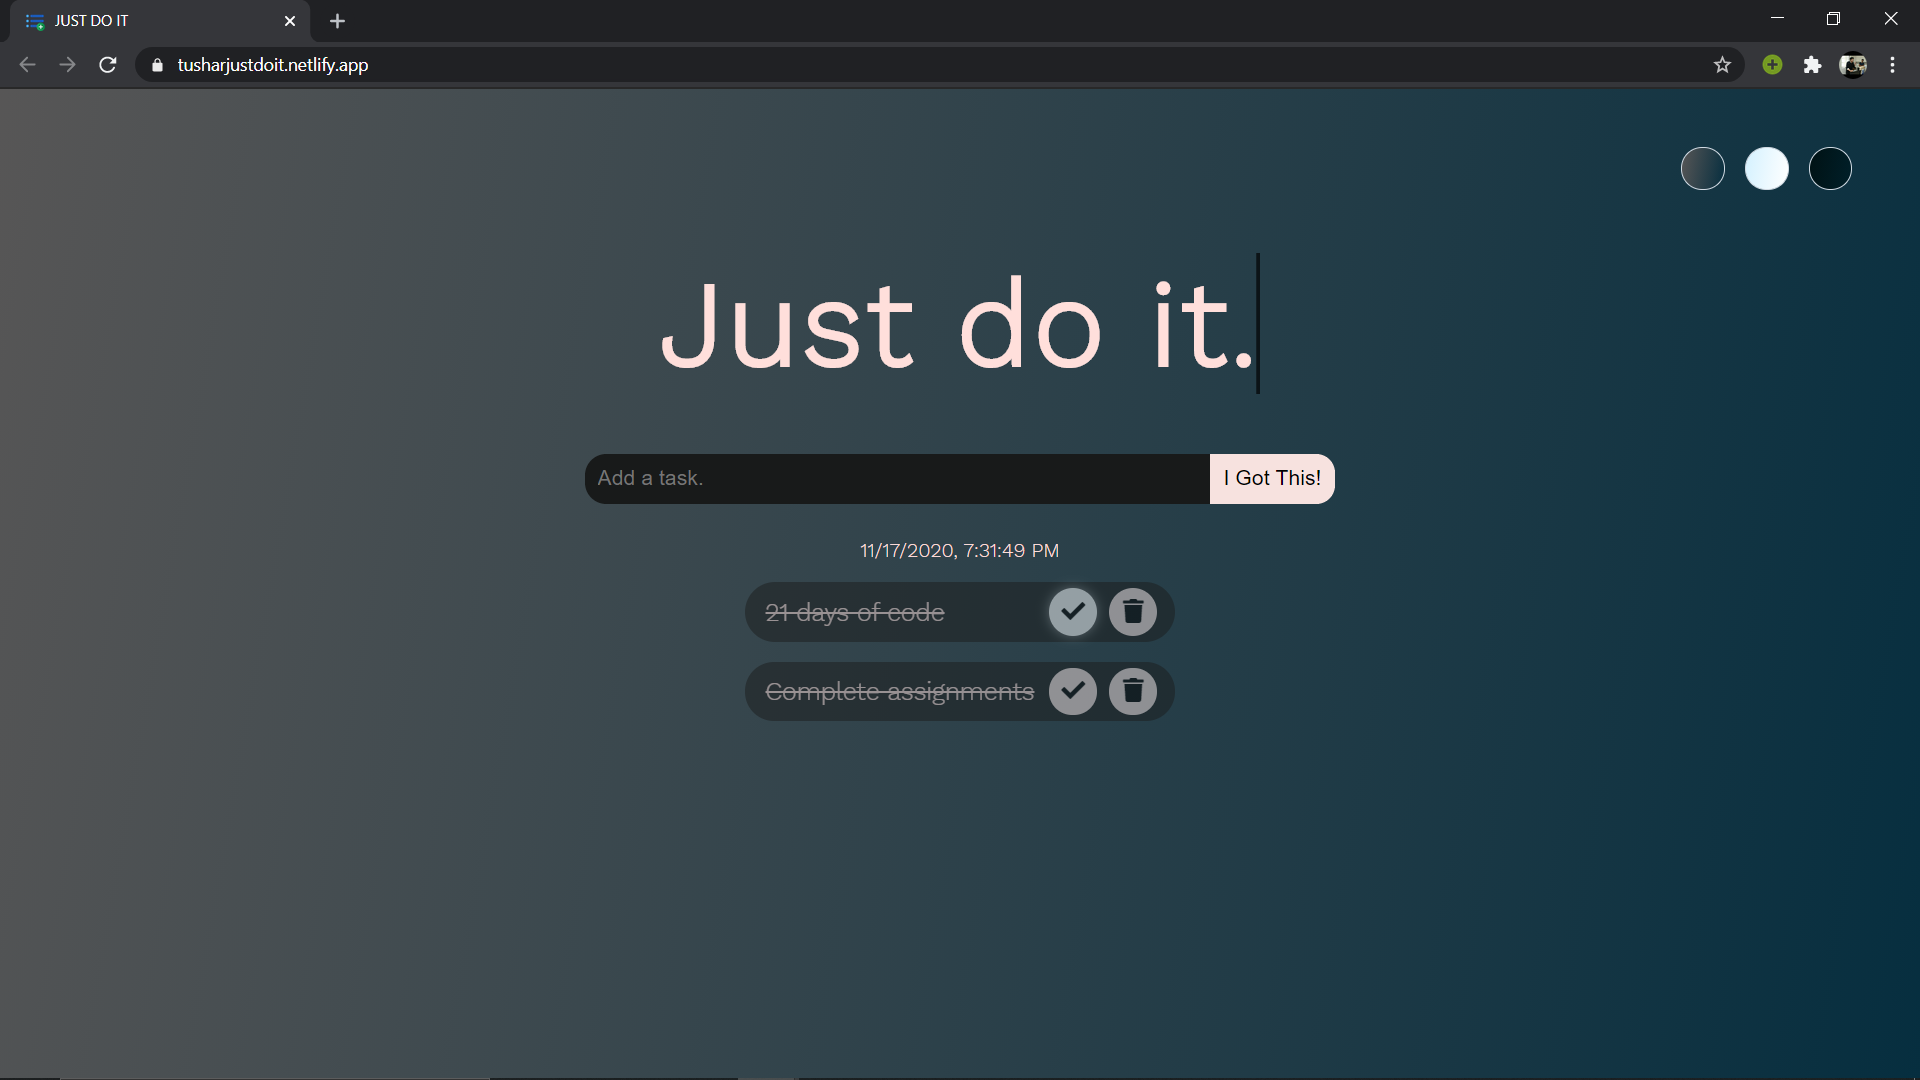 JUST DO IT
tusharjustdoit.netlify.app
Just do it.
Add a task.
I Got This!
11/17/2020, 7:31:49 PM
21 days of code
Complete assignments